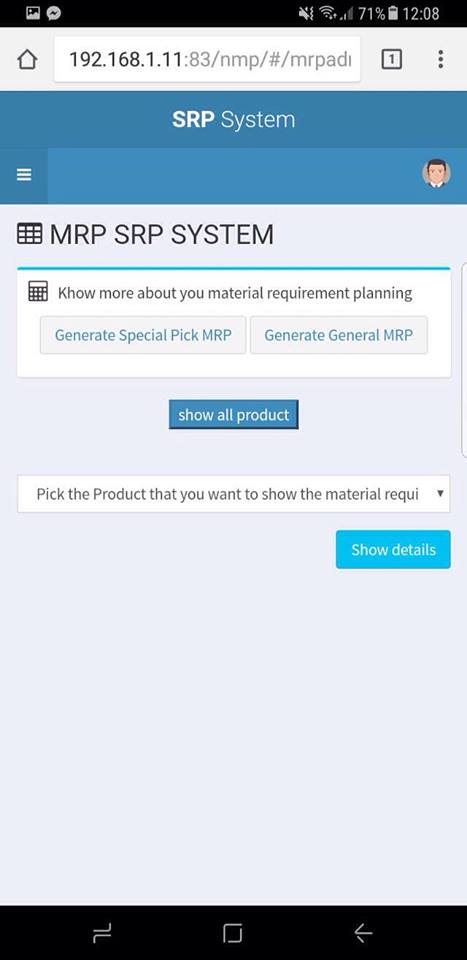 71% 12:08
192.168.1.11:83/nmp/#/mrpadı
1
SRP System
MRP SRP SYSTEM
Khow more about you material requirement planning
Generate Special Pick MRP Generate General MRP
show all product
Pick the Product that you want to show the material requi
Show details